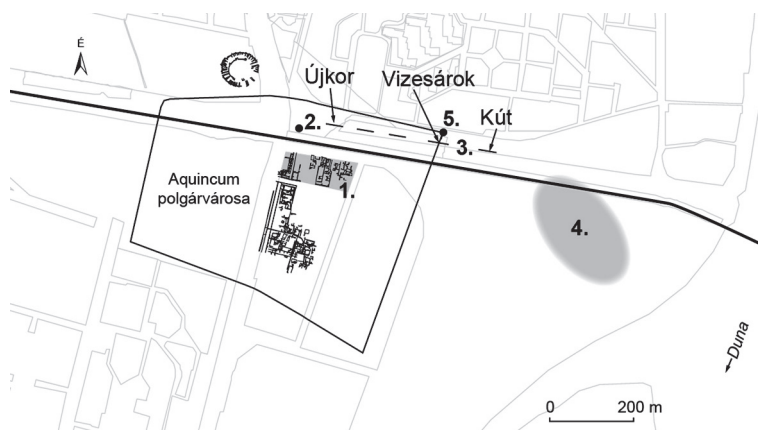 É
Újkor
Vizesárok
Kút
2.
5.
3.
1.
Aquincum
polgárvárosa
4.
Duna
0 200 m